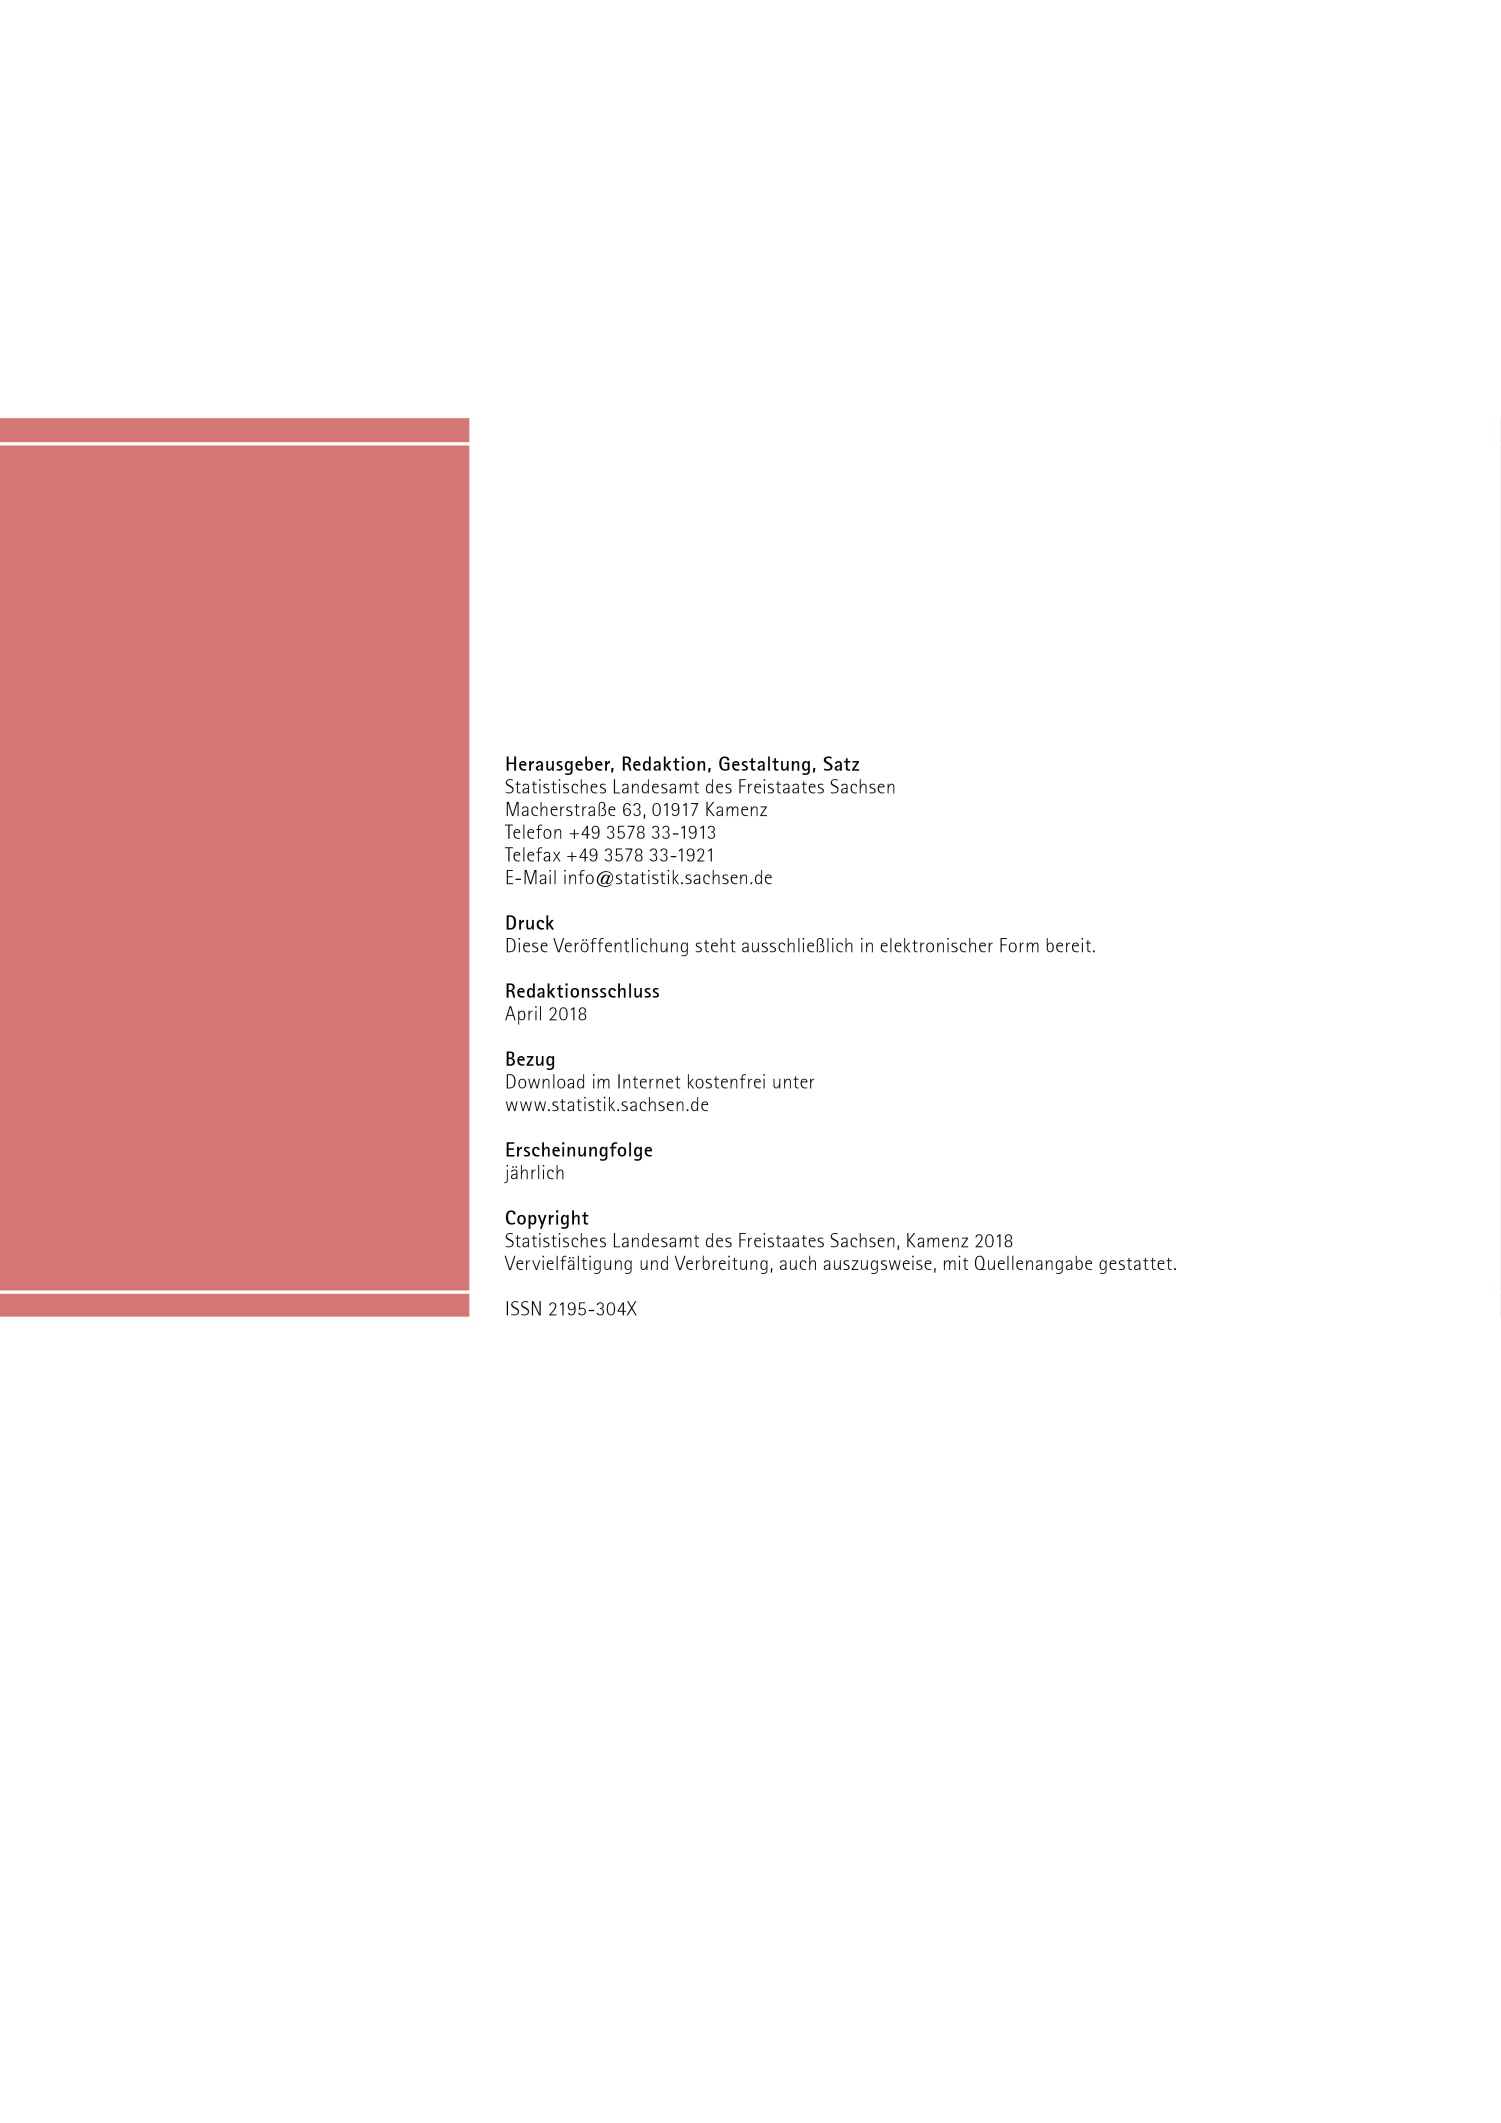 Herausgeber, Redaktion, Gestaltung, Satz
Statistisches Landesamt des Freistaates Sachsen
Macherstraße 63, 01917 Kamenz
Telefon +49 3578 33-1913
Telefax +49 3578 33-1921
E-Mail info@statistik.sachsen.de
Druck
Diese Veröffentlichung steht ausschließlich in elektronischer Form bereit.
Redaktionsschluss
April 2018
Bezug
Download im Internet kostenfrei unter
www.statistik.sachsen.de
Erscheinungfolge
jährlich
Copyright
Statistisches Landesamt des Freistaates Sachsen, Kamenz 2018
Vervielfältigung und Verbreitung, auch auszugsweise, mit Quellenangabe gestattet.
ISSN 2195-304X